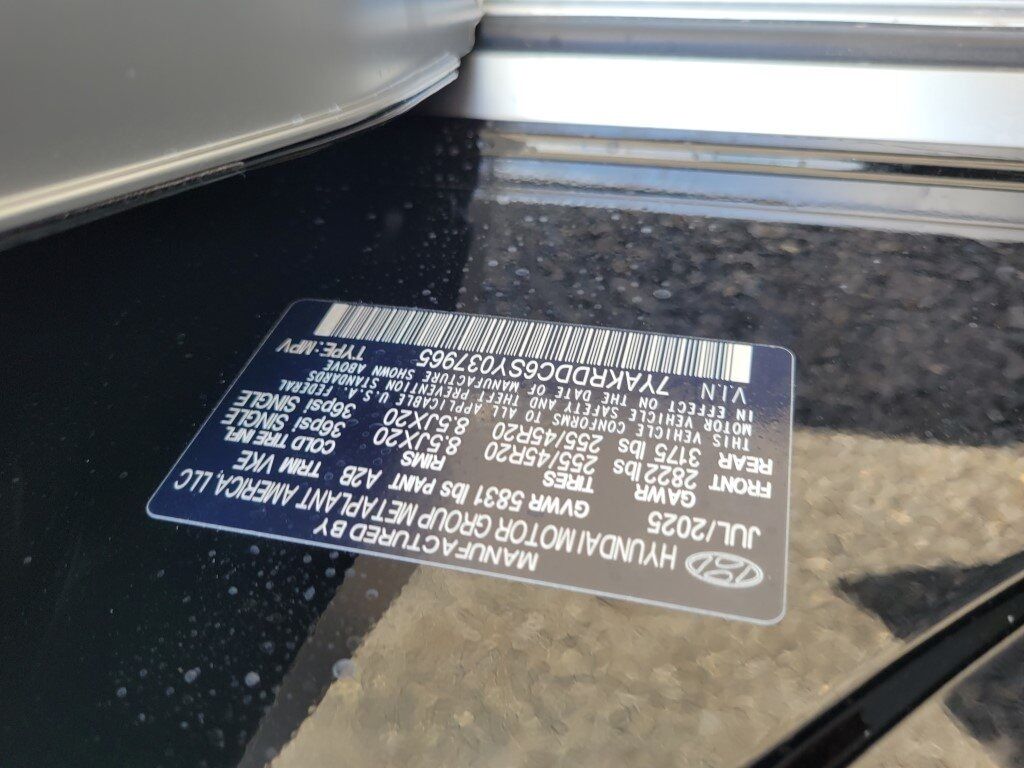 MANUFACTURED BY
HYUNDAI MOTOR GROUP METAPLANT AMERICA, LLC
JUL/2025 GVWR 5831 lbs PAINT A2B TRIM VKE
GAWR TIRES RIMS COLD TIRE INFL.
FRONT 2822 lbs 255/45R20 8.5JX20 36psi SINGLE
REAR 3175 lbs 255/45R20 8.5JX20 36psi SINGLE
THIS VEHICLE CONFORMS TO ALL APPLICABLE U.S.A. FEDERAL
MOTOR VEHICLE SAFETY AND THEFT PREVENTION STANDARDS
IN EFFECT ON THE DATE OF MANUFACTURE SHOWN ABOVE
V.I.N 7YAKRDDC6SY037965 TYPE: MPV